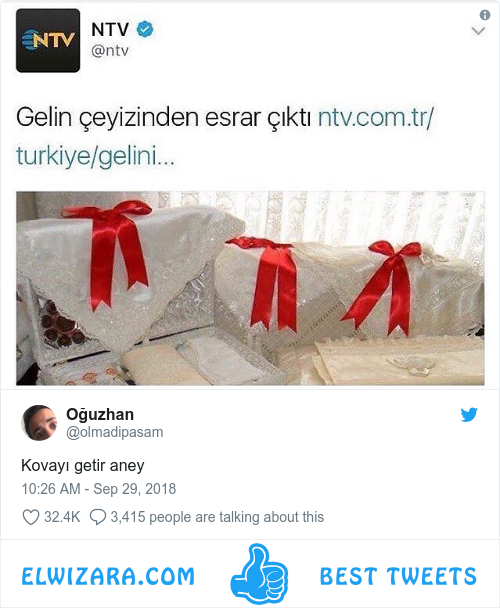 NTV
NTV
@ntv
Gelin çeyizinden esrar çıktı ntv.com.tr/
turkiye/gelini...
Oğuzhan
@olmadipasam
Kovayı getir aney
10:26 AM - Sep 29, 2018
32.4K 3,415 people are talking about this
ELWIZARA.COM BEST TWEETS